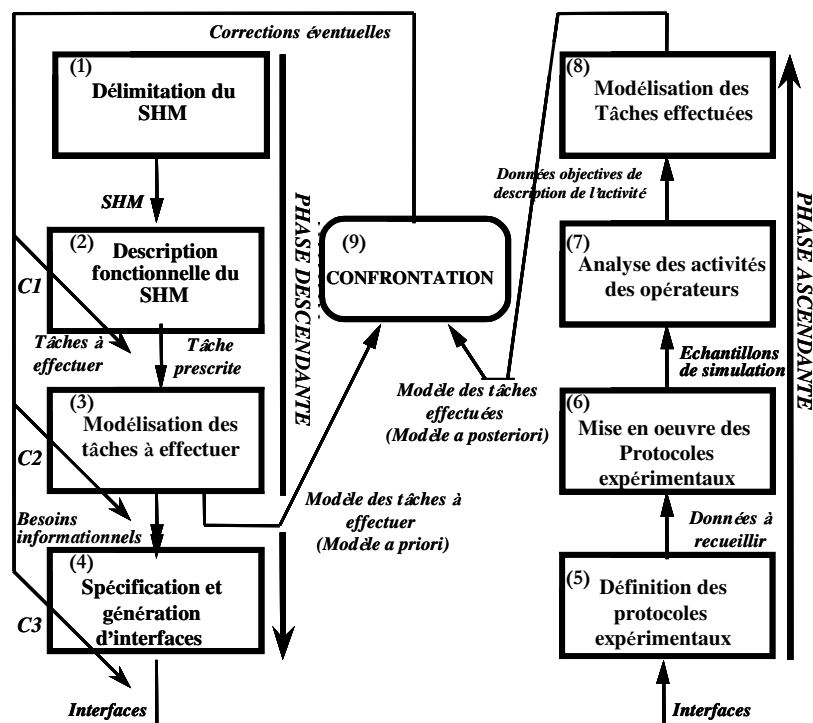 Corrections éventuelles
(1)
Délimitation du
SHM
SHM
(2)
Description
fonctionnelle du
SHM
C1
Tâches à
effectuer
Tâche
prescrite
(3)
Modélisation des
tâches à effectuer
C2
Besoins
informationnels
(4)
Spécification et
génération
d'interfaces
C3
Interfaces
PHASE DESCENDANTE
(9)
CONFRONTATION
Modèle des tâches à
effectuer
(Modèle a priori)
Modèle des tâches
effectuées
(Modèle a posteriori)
(8)
Modélisation des
Tâches effectuées
Données objectives de
description de l'activité
(7)
Analyse des activités
des opérateurs
Echantillons
de simulation
(6)
Mise en oeuvre des
Protocoles
expérimentaux
Données à
recueillir
(5)
Définition des
protocoles
expérimentaux
Interfaces
PHASE ASCENDANTE